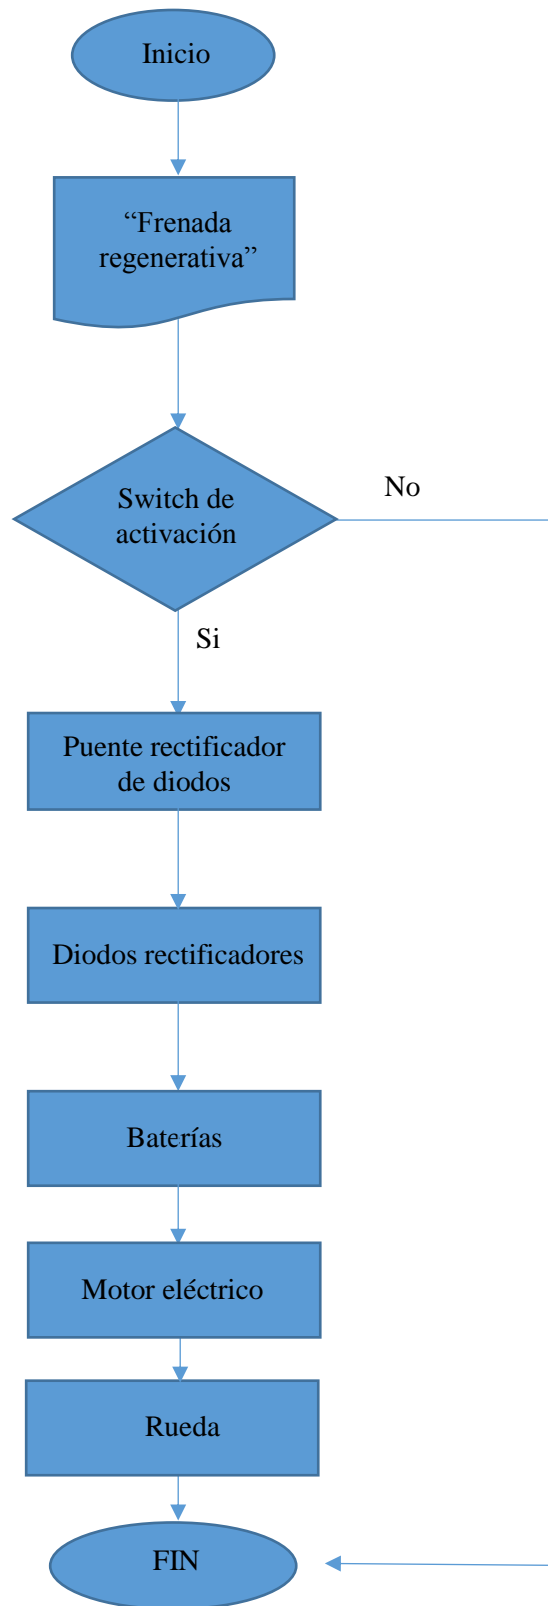 Inicio
“Frenada
regenerativa”
Switch de
activación
No
Si
Puente rectificador
de diodos
Diodos rectificadores
Baterías
Motor eléctrico
Rueda
FIN